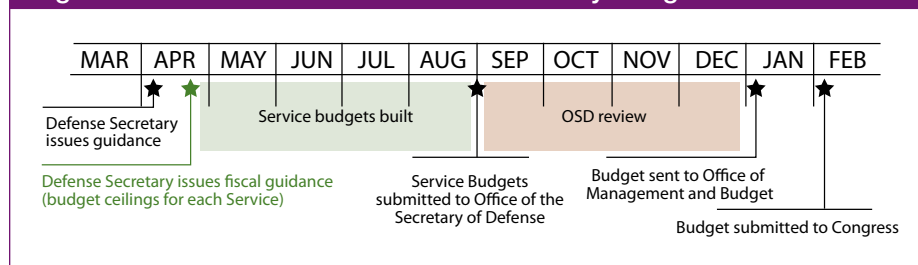 MAR APR MAY JUN JUL AUG SEP OCT NOV DEC JAN FEB
Service budgets built
OSD review
Defense Secretary
issues guidance
Defense Secretary issues fiscal guidance
(budget ceilings for each Service)
Service Budgets
submitted to Office of the
Secretary of Defense
Budget sent to Office of
Management and Budget
Budget submitted to Congress